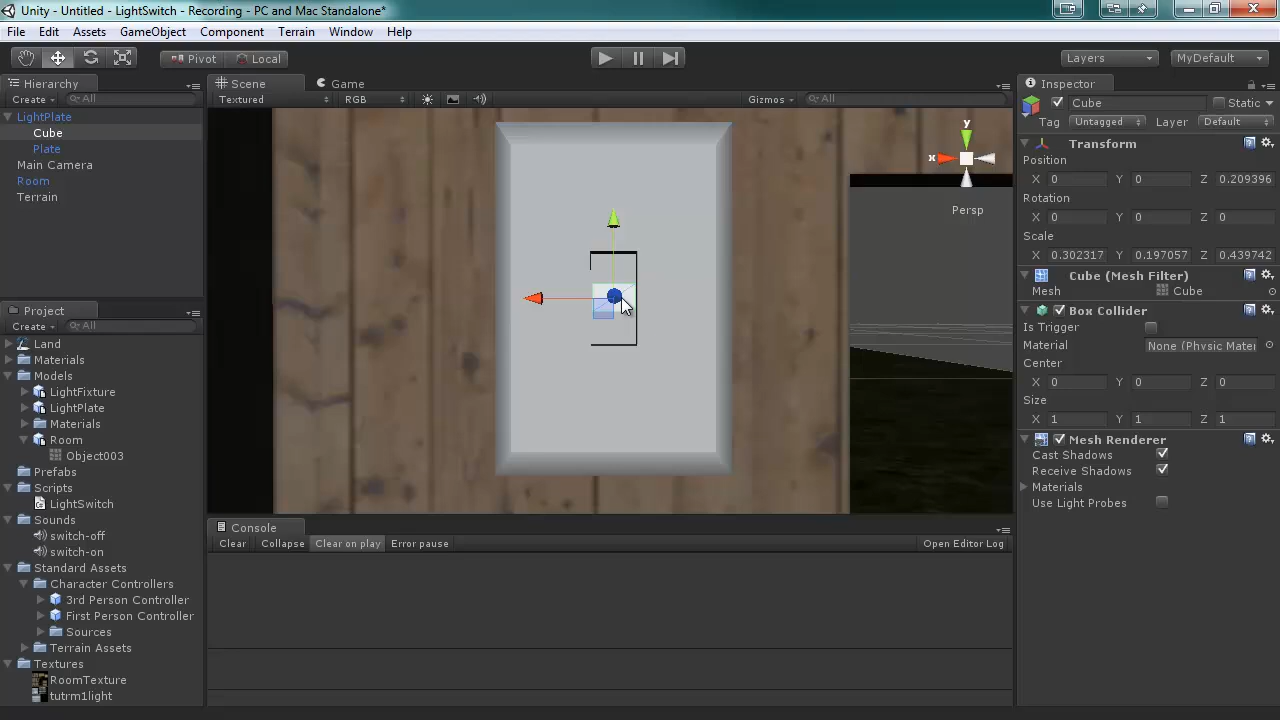 Unity - Untitled - LightSwitch - Recording - PC and Mac Standalone*
File Edit Assets GameObject Component Terrain Window Help
Pivot Local Layers MyDefault
Hierarchy
Create All
LightPlate
Cube
Plate
Main Camera
Room
Terrain
Project
Create All
Land
Materials
Models
LightFixture
LightPlate
Materials
Room
Object003
Prefabs
Scripts
LightSwitch
Sounds
switch-off
switch-on
Standard Assets
Character Controllers
3rd Person Controller
First Person Controller
Sources
Terrain Assets
Textures
RoomTexture
tutrm1light
Scene Game
Textured RGB Gizmos All
y
x
Persp
Console
Clear Collapse Clear on play Error pause Open Editor Log
Inspector
Cube Static
Tag Untagged Layer Default
Transform
Position
X 0 Y 0 Z 0.209396
Rotation
X 0 Y 0 Z 0
Scale
X 0.302317 Y 0.197057 Z 0.439742
Cube (Mesh Filter)
Mesh Cube
Box Collider
Is Trigger
Material None (Physic Mater
Center
X 0 Y 0 Z 0
Size
X 1 Y 1 Z 1
Mesh Renderer
Cast Shadows
Receive Shadows
Materials
Use Light Probes